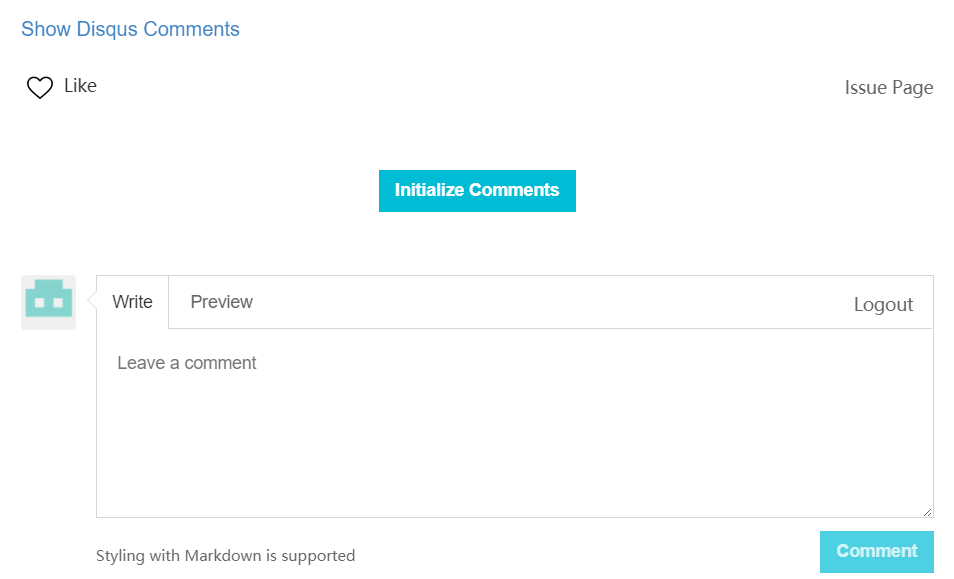 Show Disqus Comments
Like
Issue Page
Initialize Comments
Write
Preview
Logout
Leave a comment
Styling with Markdown is supported
Comment